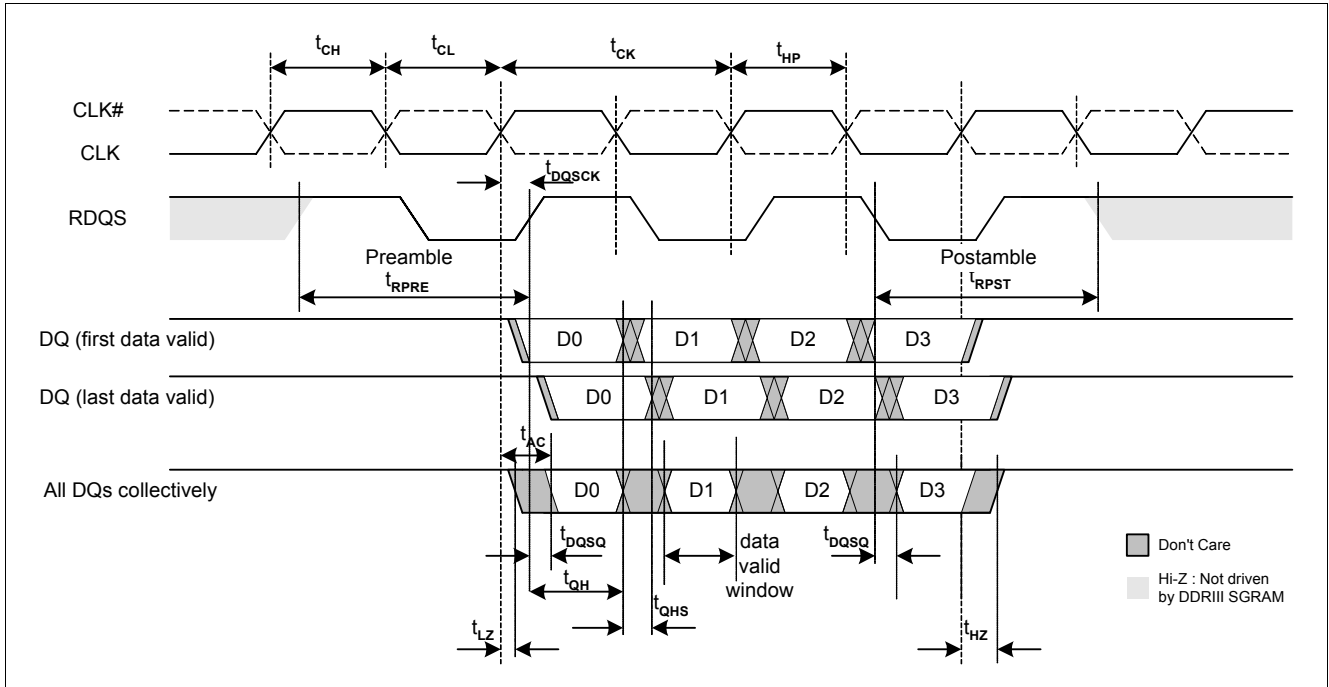 tCH tCL tCK tHP
CLK#
CLK
tDQSCK
RDQS
Preamble Postamble
tRPRE tRPST
DQ (first data valid) D0 D1 D2 D3
DQ (last data valid) D0 D1 D2 D3
tAC
All DQs collectively D0 D1 D2 D3
tDQSQ data valid window tDQSQ
tQH
tQHS
tLZ tHZ
Don't Care
Hi-Z : Not driven
by DDRIII SGRAM